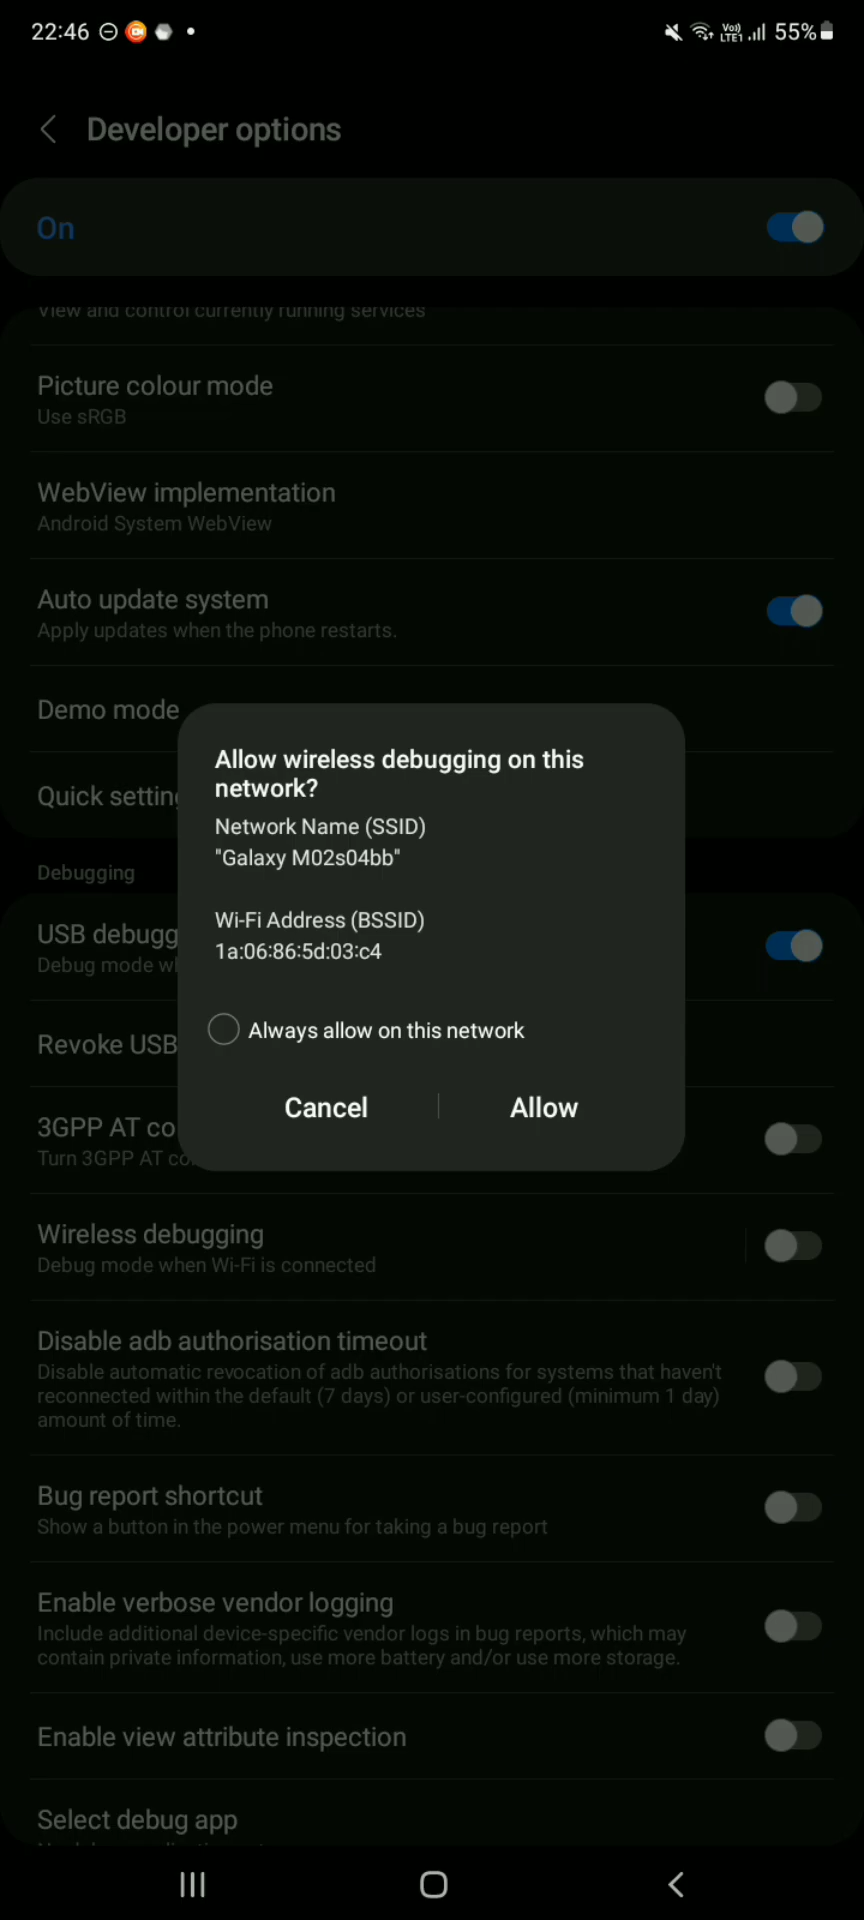 22:46
Vo))
LTE1
55%
Developer options
On
View and control currently running services
Picture colour mode
Use sRGB
WebView implementation
Android System WebView
Auto update system
Apply updates when the phone restarts.
Demo mode
Quick setting
Allow wireless debugging on this
network?
Network Name (SSID)
"Galaxy M02s04bb"
Wi-Fi Address (BSSID)
1a:06:86:5d:03:c4
Always allow on this network
Cancel
Allow
Debugging
USB debugg
Debug mode wh
Revoke USB
3GPP AT co
Turn 3GPP AT co
Wireless debugging
Debug mode when Wi-Fi is connected
Disable adb authorisation timeout
Disable automatic revocation of adb authorisations for systems that haven't
reconnected within the default (7 days) or user-configured (minimum 1 day)
amount of time.
Bug report shortcut
Show a button in the power menu for taking a bug report
Enable verbose vendor logging
Include additional device-specific vendor logs in bug reports, which may
contain private information, use more battery and/or use more storage.
Enable view attribute inspection
Select debug app